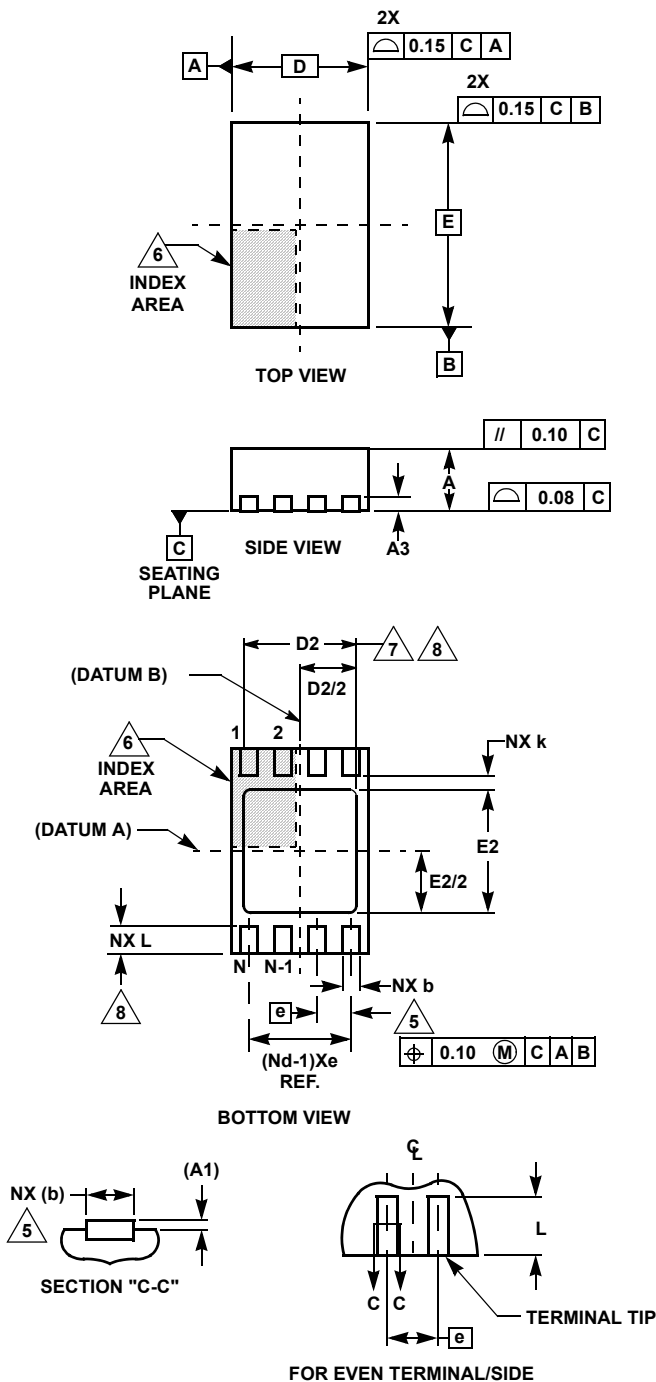 2X
⌓ 0.15 C A
A
D
2X
⌓ 0.15 C B
E
6
INDEX
AREA
B
TOP VIEW
// 0.10 C
A
⌓ 0.08 C
C
SIDE VIEW
A3
SEATING
PLANE
D2
7
8
(DATUM B)
D2/2
1
2
6
INDEX
AREA
NX k
(DATUM A)
E2
E2/2
NX L
N
N-1
NX b
8
e
5
(Nd-1)Xe
REF.
⌖ 0.10 Ⓜ C A B
BOTTOM VIEW
(A1)
NX (b)
5
SECTION "C-C"
℄
L
C
C
TERMINAL TIP
e
FOR EVEN TERMINAL/SIDE